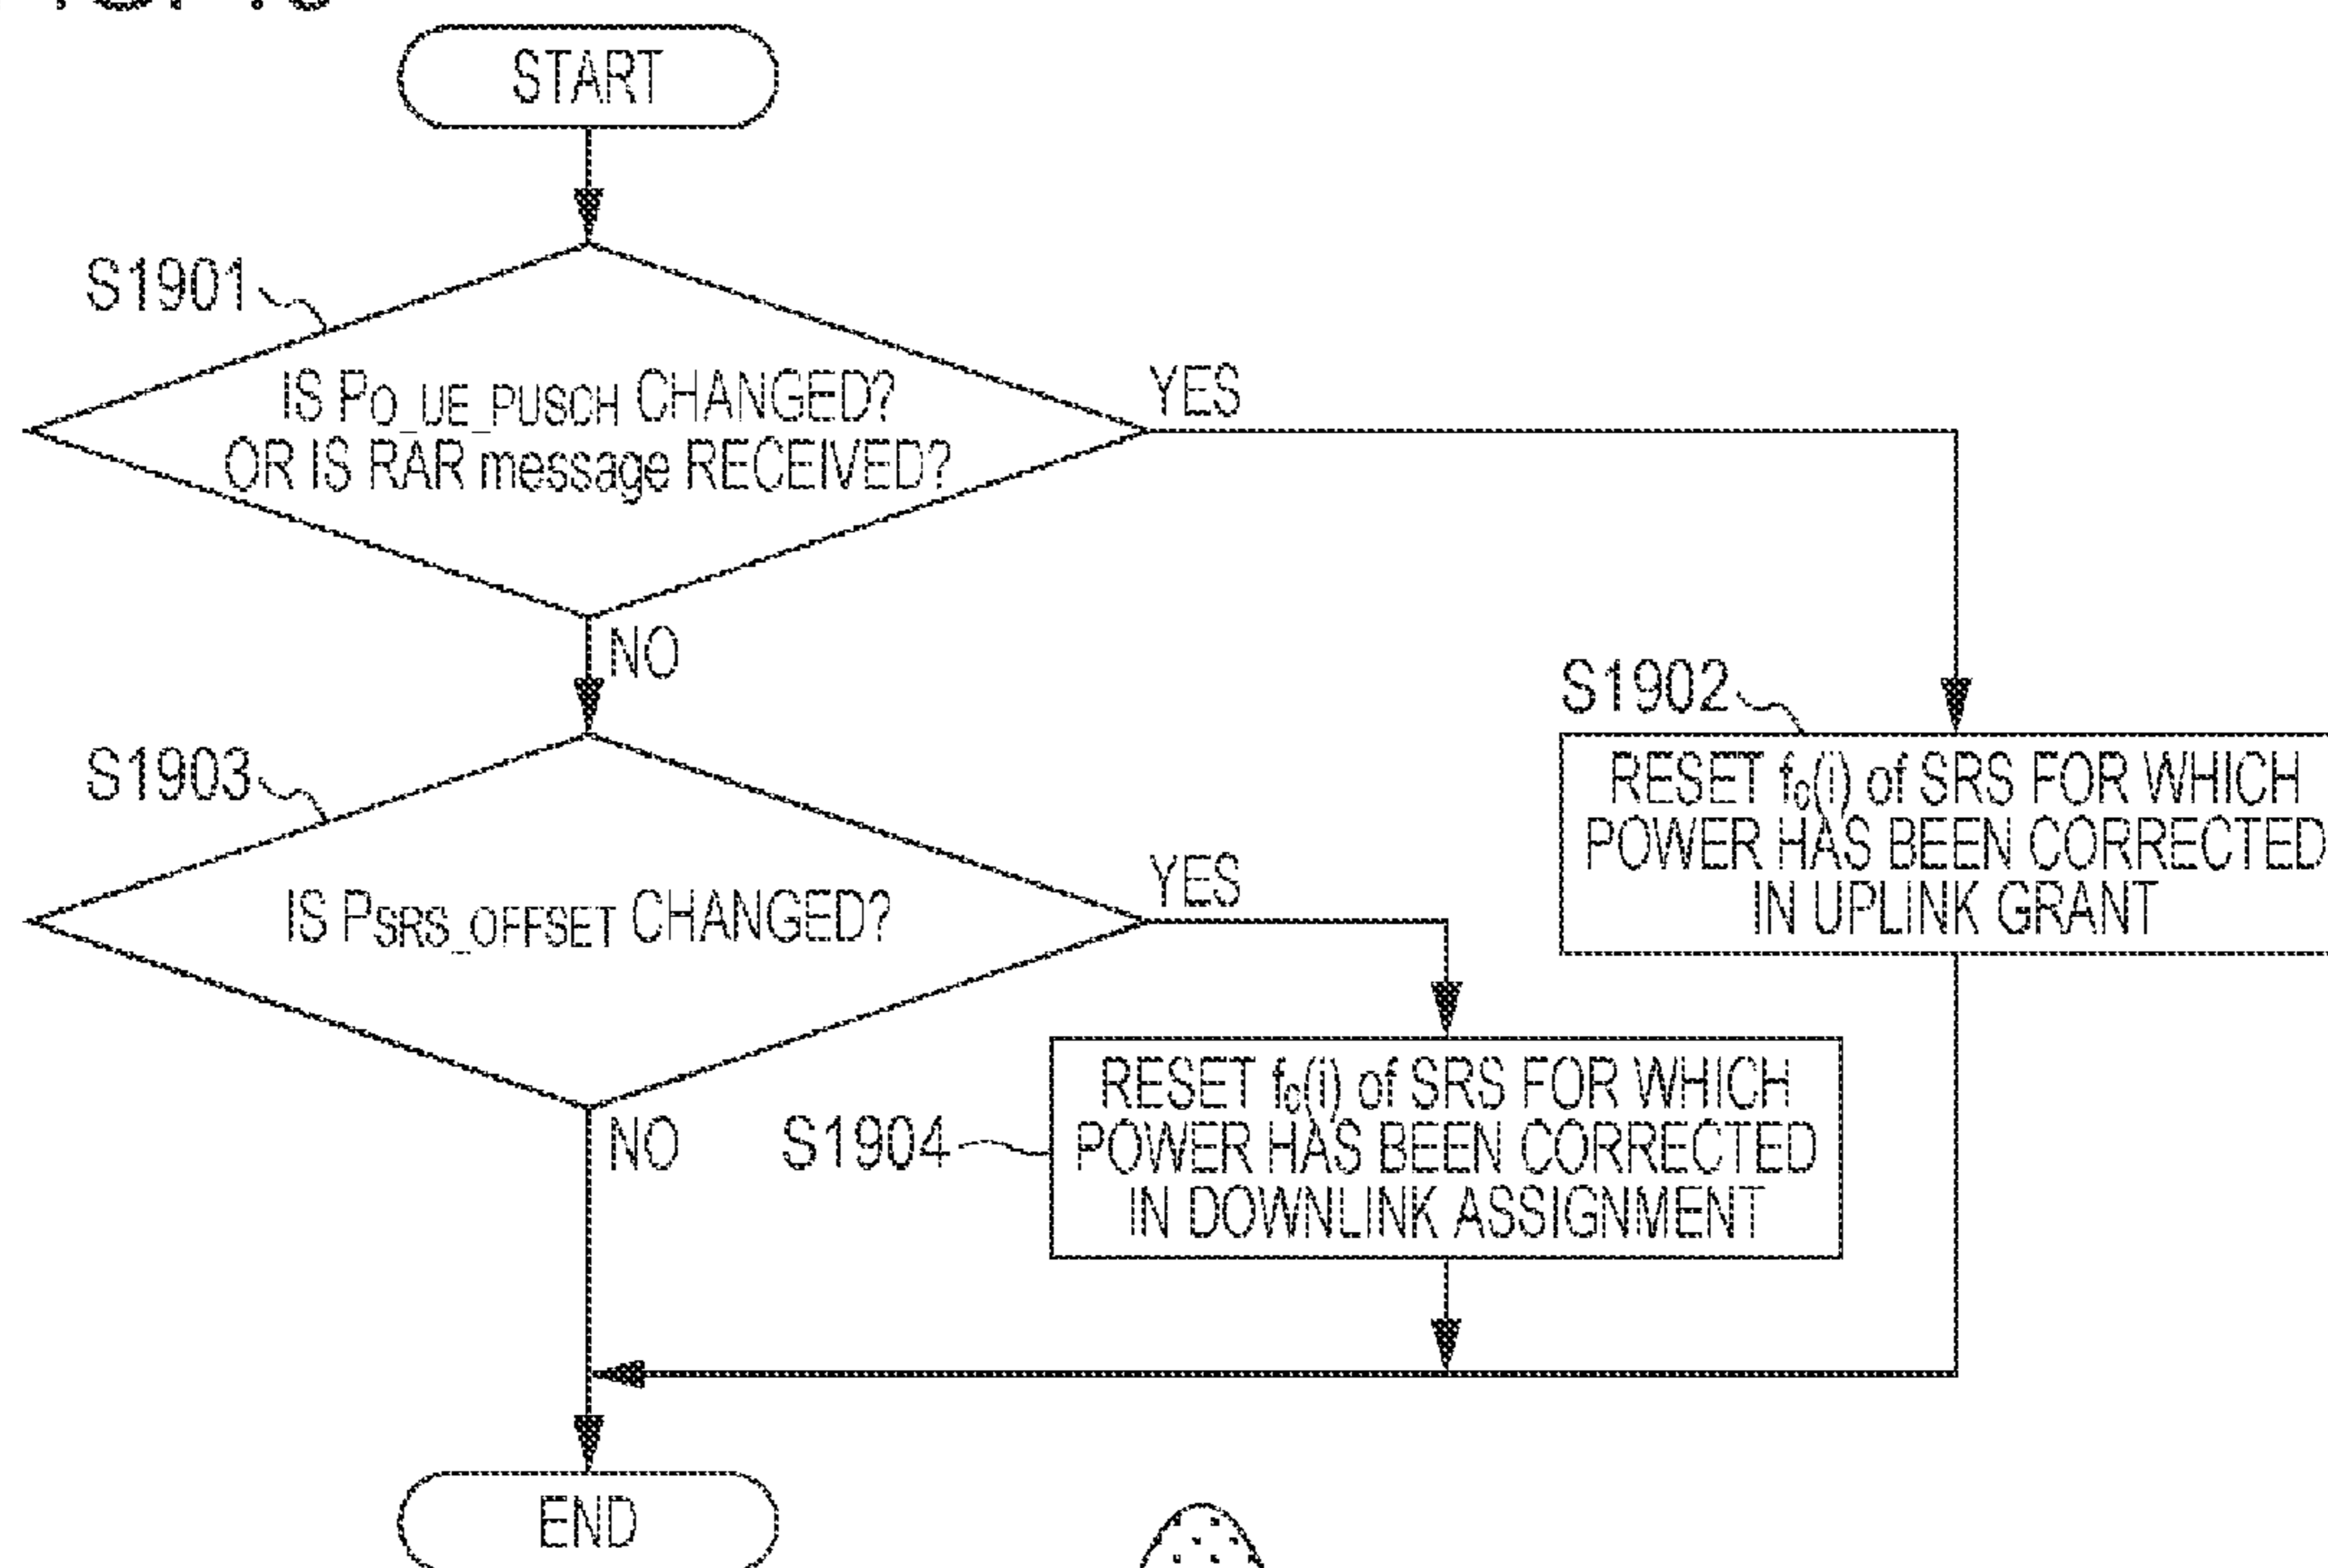 START
S1901
IS PO_UE_PUSCH CHANGED?
OR IS RAR message RECEIVED?
YES
NO
S1902
RESET fc(i) of SRS FOR WHICH
POWER HAS BEEN CORRECTED
IN UPLINK GRANT
S1903
IS PSRS_OFFSET CHANGED?
YES
NO
S1904
RESET fc(i) of SRS FOR WHICH
POWER HAS BEEN CORRECTED
IN DOWNLINK ASSIGNMENT
END